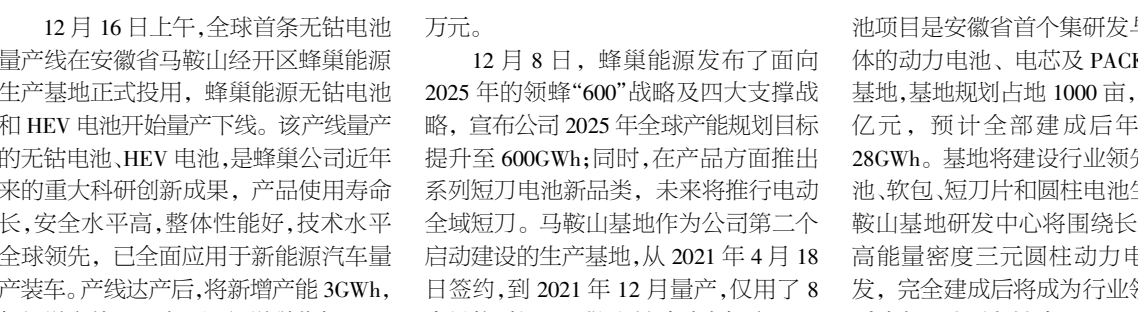 12 月 16 日上午,全球首条无钴电池
量产线在安徽省马鞍山经开区蜂巢能源
生产基地正式投用，蜂巢能源无钴电池
和 HEV 电池开始量产下线。该产线量产
的无钴电池、HEV 电池,是蜂巢公司近年
来的重大科研创新成果，产品使用寿命
长,安全水平高,整体性能好,技术水平
全球领先，已全面应用于新能源汽车量
产装车。产线达产后,将新增产能 3GWh,
万元。
12 月 8 日，蜂巢能源发布了面向
2025 年的领蜂“600”战略及四大支撑战
略，宣布公司 2025 年全球产能规划目标
提升至 600GWh;同时,在产品方面推出
系列短刀电池新品类，未来将推行电动
全域短刀。马鞍山基地作为公司第二个
启动建设的生产基地,从 2021 年 4 月 18
日签约,到 2021 年 12 月量产,仅用了 8
池项目是安徽省首个集研发与
体的动力电池、电芯及 PACK
基地,基地规划占地 1000 亩,
亿元，预计全部建成后年
28GWh。基地将建设行业领先
池、软包、短刀片和圆柱电池生
鞍山基地研发中心将围绕长
高能量密度三元圆柱动力电
发，完全建成后将成为行业领